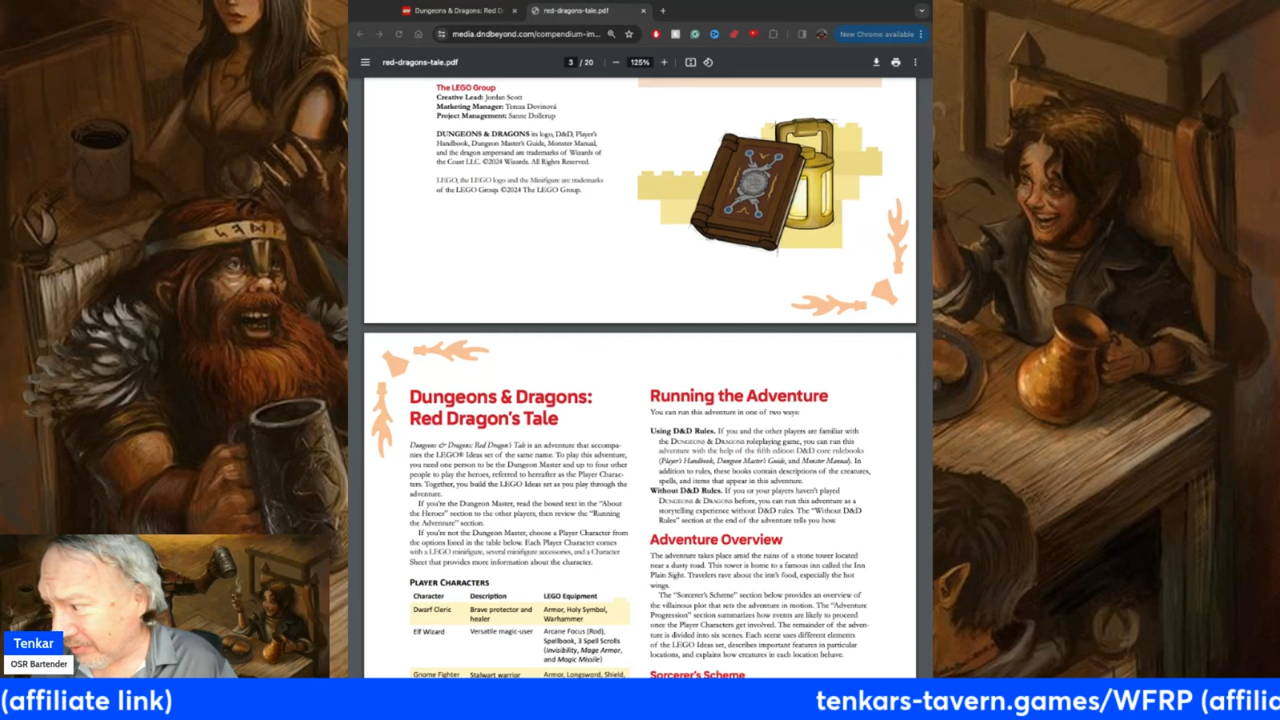 Dungeons & Dragons: Red D
red-dragons-tale.pdf
media.dndbeyond.com/compendium-im...
New Chrome available
red-dragons-tale.pdf
3 / 20
125%
The LEGO Group
Creative Lead: Jordan Scott
Marketing Manager: Tereza Devinová
Project Management: Sanne Dollerup
DUNGEONS & DRAGONS its logo, D&D, Player's
Handbook, Dungeon Master's Guide, Monster Manual,
and the dragon ampersand are trademarks of Wizards of
the Coast LLC. ©2024 Wizards. All Rights Reserved.
LEGO, the LEGO logo and the Minifigure are trademarks
of the LEGO Group. ©2024 The LEGO Group.
Dungeons & Dragons:
Red Dragon's Tale
Dungeons & Dragons: Red Dragon's Tale is an adventure that accompa-
nies the LEGO® Ideas set of the same name. To play this adventure,
you need one person to be the Dungeon Master and up to four other
people to play the heroes, referred to hereafter as the Player Charac-
ters. Together, you build the LEGO Ideas set as you play through the
adventure.
If you're the Dungeon Master, read the boxed text in the "About
the Heroes" section to the other players, then review the "Running
the Adventure" section.
If you're not the Dungeon Master, choose a Player Character from
the options listed in the table below. Each Player Character comes
with a LEGO minifigure, several minifigure accessories, and a Character
Sheet that provides more information about the character.
PLAYER CHARACTERS
Character Description LEGO Equipment
Dwarf Cleric Brave protector and Armor, Holy Symbol,
healer Warhammer
Elf Wizard Versatile magic-user Arcane Focus (Rod),
Spellbook, 3 Spell Scrolls
(Invisibility, Mage Armor,
and Magic Missile)
Gnome Fighter Stalwart warrior Armor, Longsword, Shield,
Running the Adventure
You can run this adventure in one of two ways:
Using D&D Rules. If you and the other players are familiar with
the DUNGEONS & DRAGONS roleplaying game, you can run this
adventure with the help of the fifth edition D&D core rulebooks
(Player's Handbook, Dungeon Master's Guide, and Monster Manual). In
addition to rules, these books contain descriptions of the creatures,
spells, and items that appear in this adventure.
Without D&D Rules. If you or your players haven't played
DUNGEONS & DRAGONS before, you can run this adventure as a
storytelling experience without D&D rules. The "Without D&D
Rules" section at the end of the adventure tells you how.
Adventure Overview
The adventure takes place amid the ruins of a stone tower located
near a dusty road. This tower is home to a famous inn called the Inn
Plain Sight. Travelers rave about the inn's food, especially the hot
wings.
The "Sorcerer's Scheme" section below provides an overview of
the villainous plot that sets the adventure in motion. The "Adventure
Progression" section summarizes how events are likely to proceed
once the Player Characters get involved. The remainder of the adven-
ture is divided into six scenes. Each scene uses different elements
of the LEGO Ideas set, describes important features in particular
locations, and explains how creatures in each location behave.
Sorcerer's Scheme
Tenkar
OSR Bartender
(affiliate link)
tenkars-tavern.games/WFRP (affilia